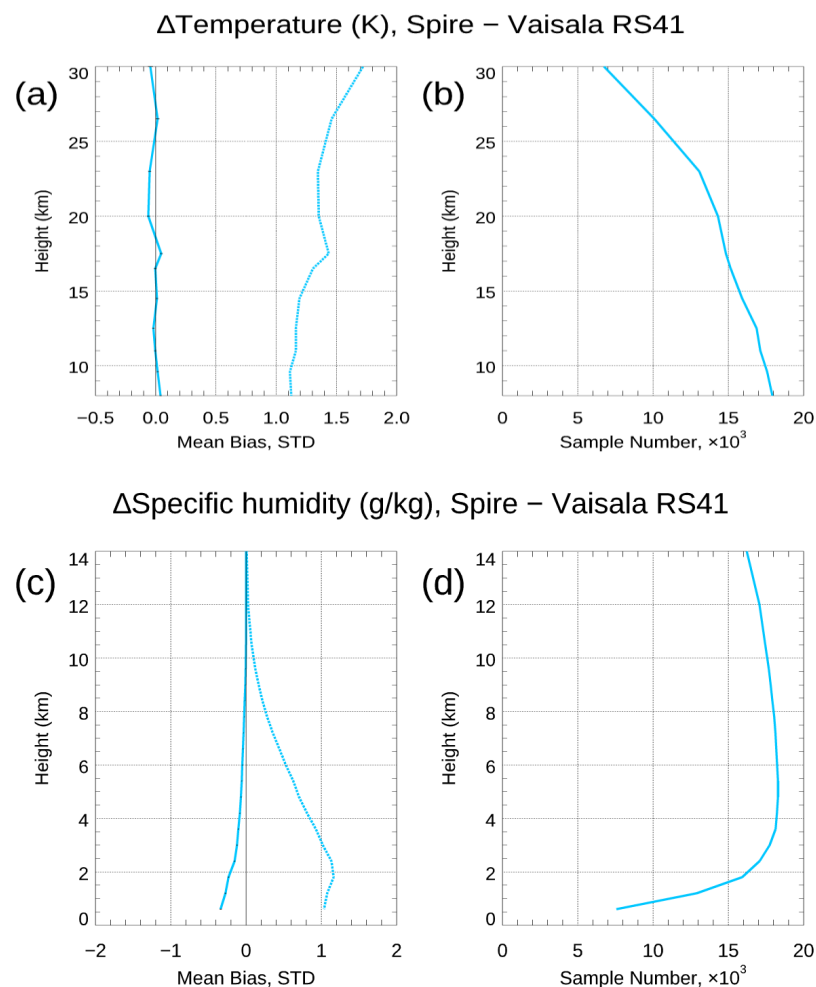 ΔTemperature (K), Spire − Vaisala RS41
(a)
30
25
20
15
10
Height (km)
−0.5 0.0 0.5 1.0 1.5 2.0
Mean Bias, STD
(b)
30
25
20
15
10
Height (km)
0 5 10 15 20
Sample Number, ×10³
ΔSpecific humidity (g/kg), Spire − Vaisala RS41
(c)
14
12
10
8
6
4
2
0
Height (km)
−2 −1 0 1 2
Mean Bias, STD
(d)
14
12
10
8
6
4
2
0
Height (km)
0 5 10 15 20
Sample Number, ×10³